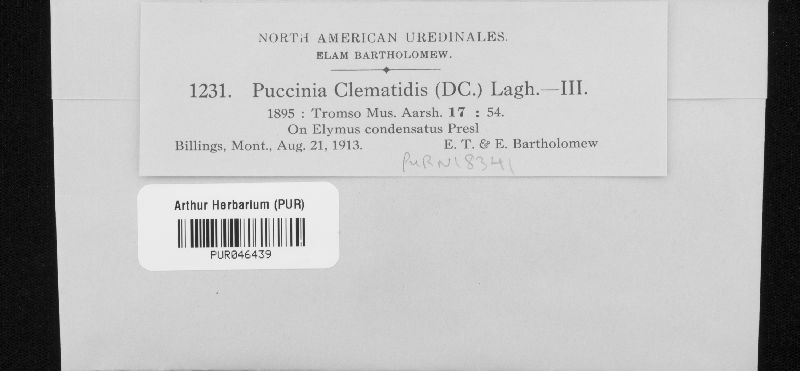 NORTH AMERICAN UREDINALES.
ELAM BARTHOLOMEW.
1231. Puccinia Clematidis (DC.) Lagh.—III.
1895 : Tromso Mus. Aarsh. 17 : 54.
On Elymus condensatus Presl
Billings, Mont., Aug. 21, 1913. E. T. & E. Bartholomew
PUR N18341
Arthur Herbarium (PUR)
PUR046439